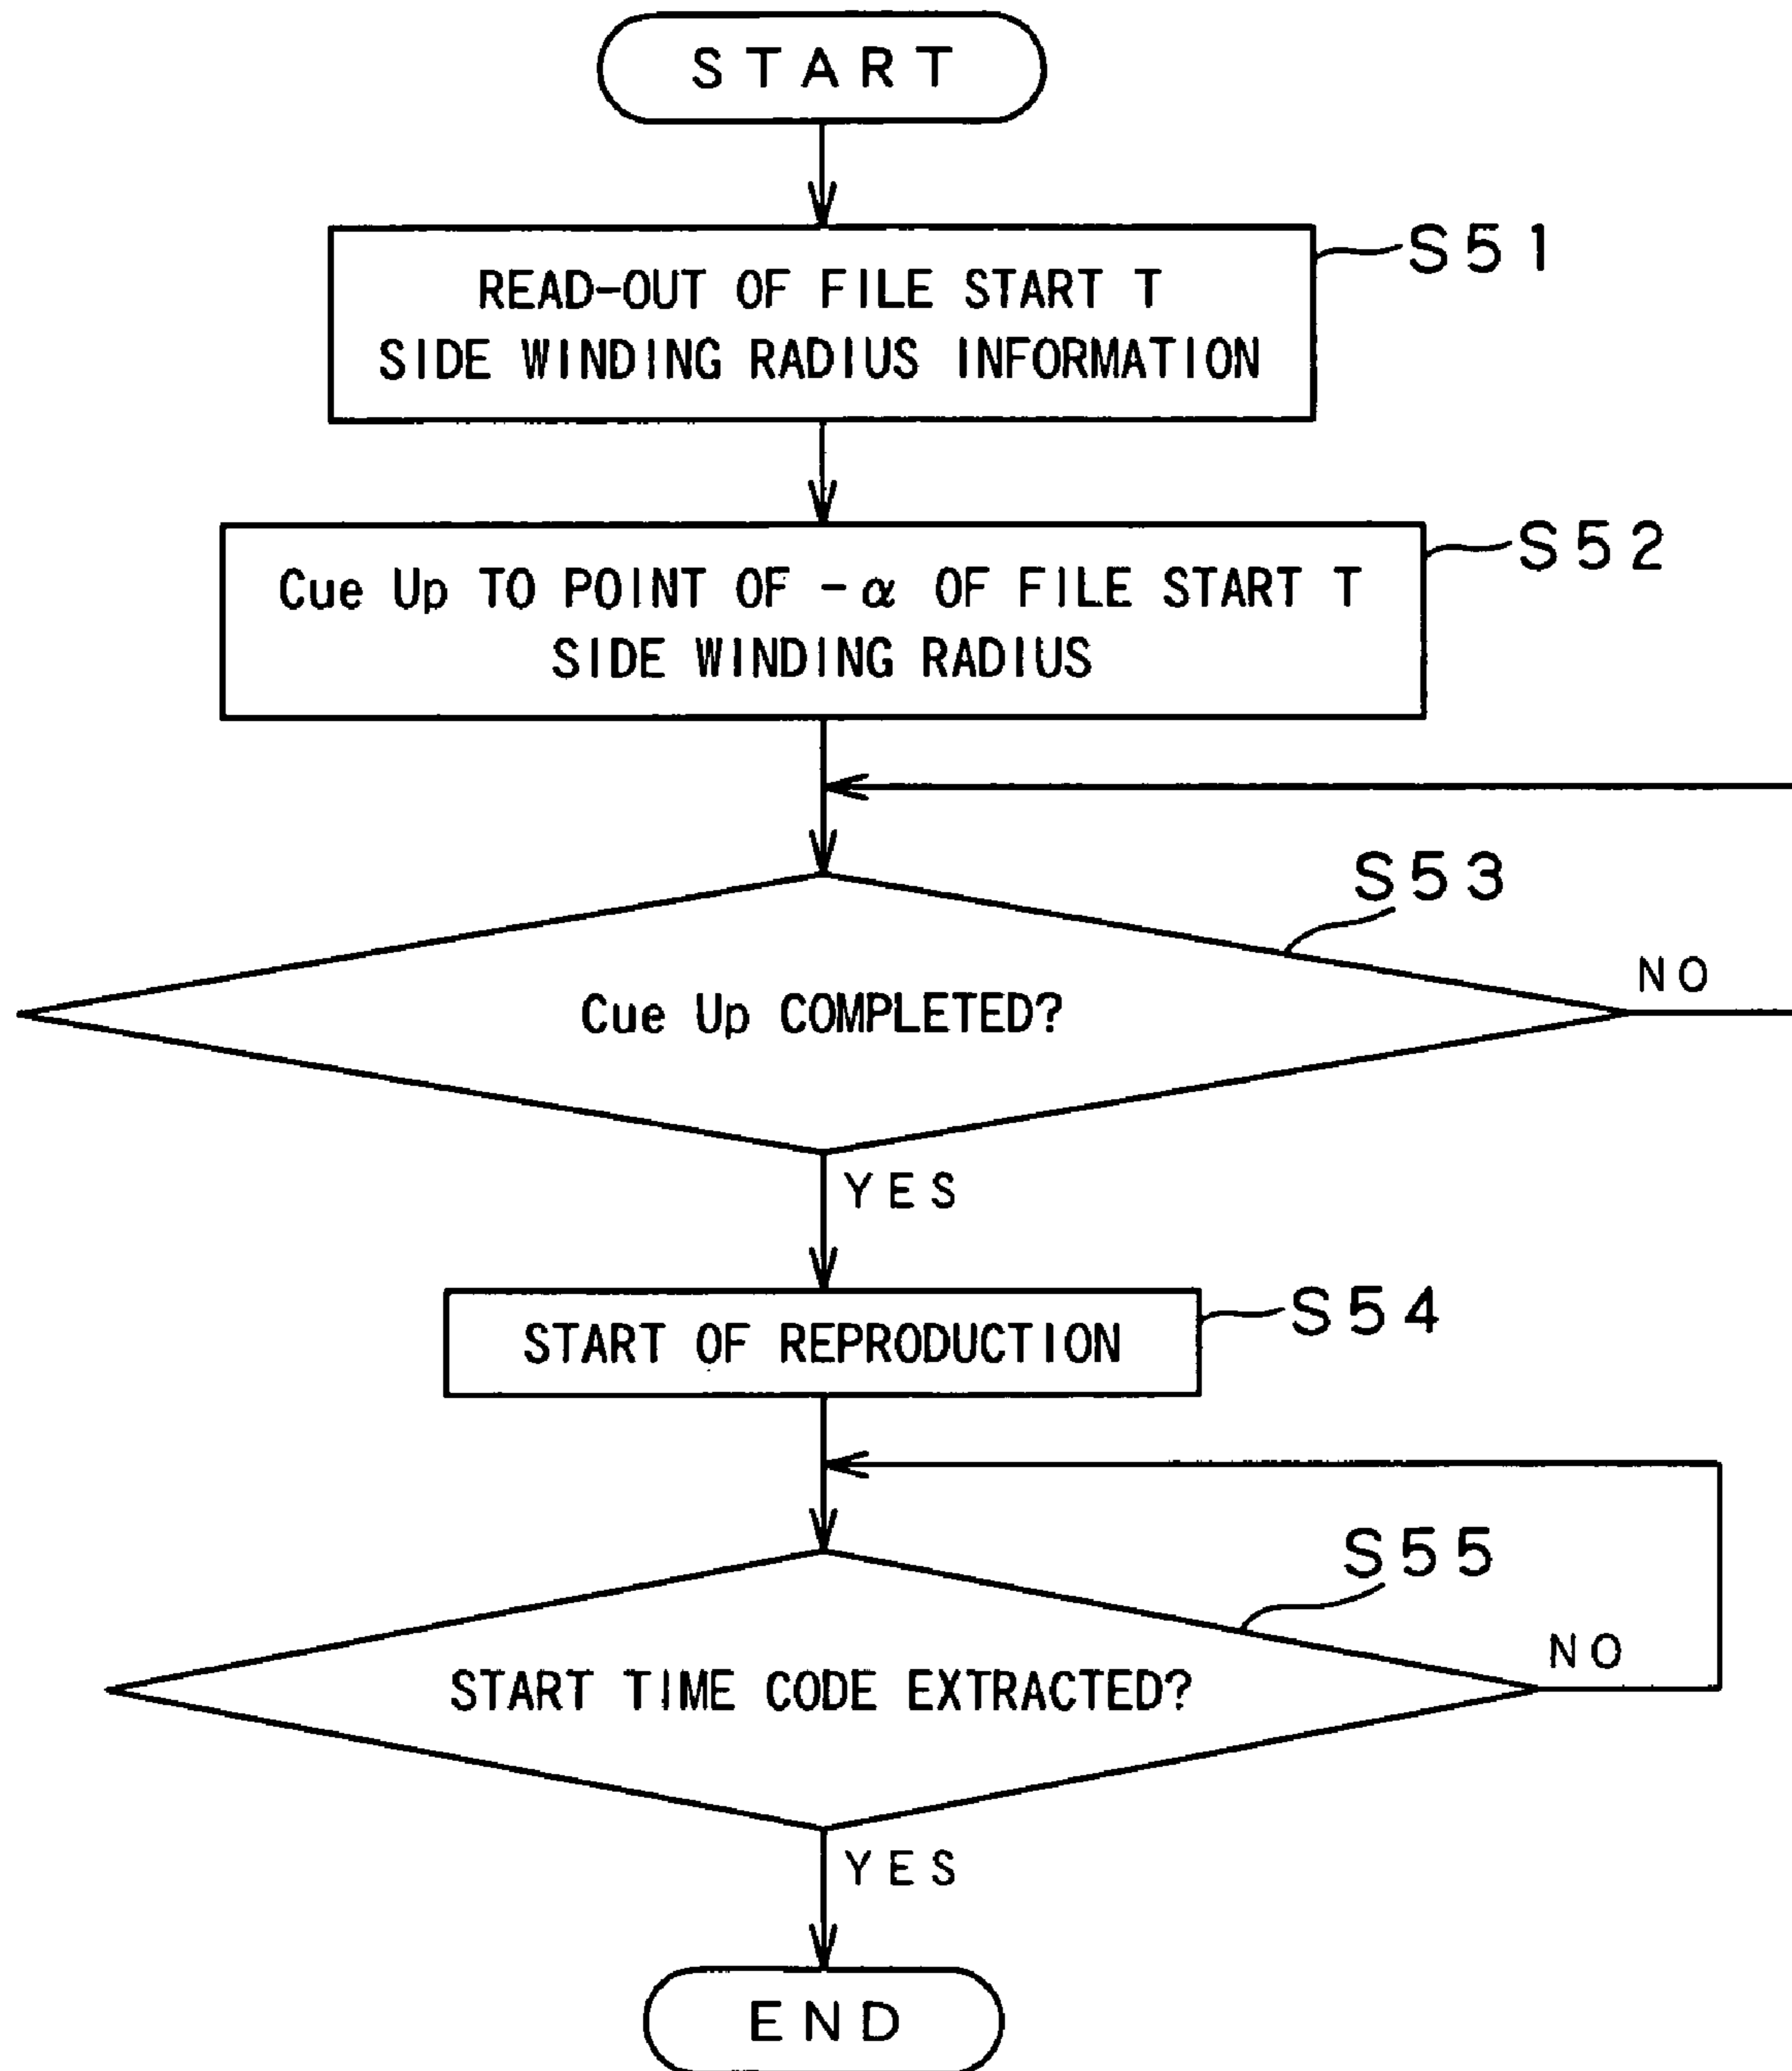 START
READ-OUT OF FILE START T
SIDE WINDING RADIUS INFORMATION
S51
Cue Up TO POINT OF -α OF FILE START T
SIDE WINDING RADIUS
S52
S53
Cue Up COMPLETED?
NO
YES
START OF REPRODUCTION
S54
S55
START TIME CODE EXTRACTED?
NO
YES
END